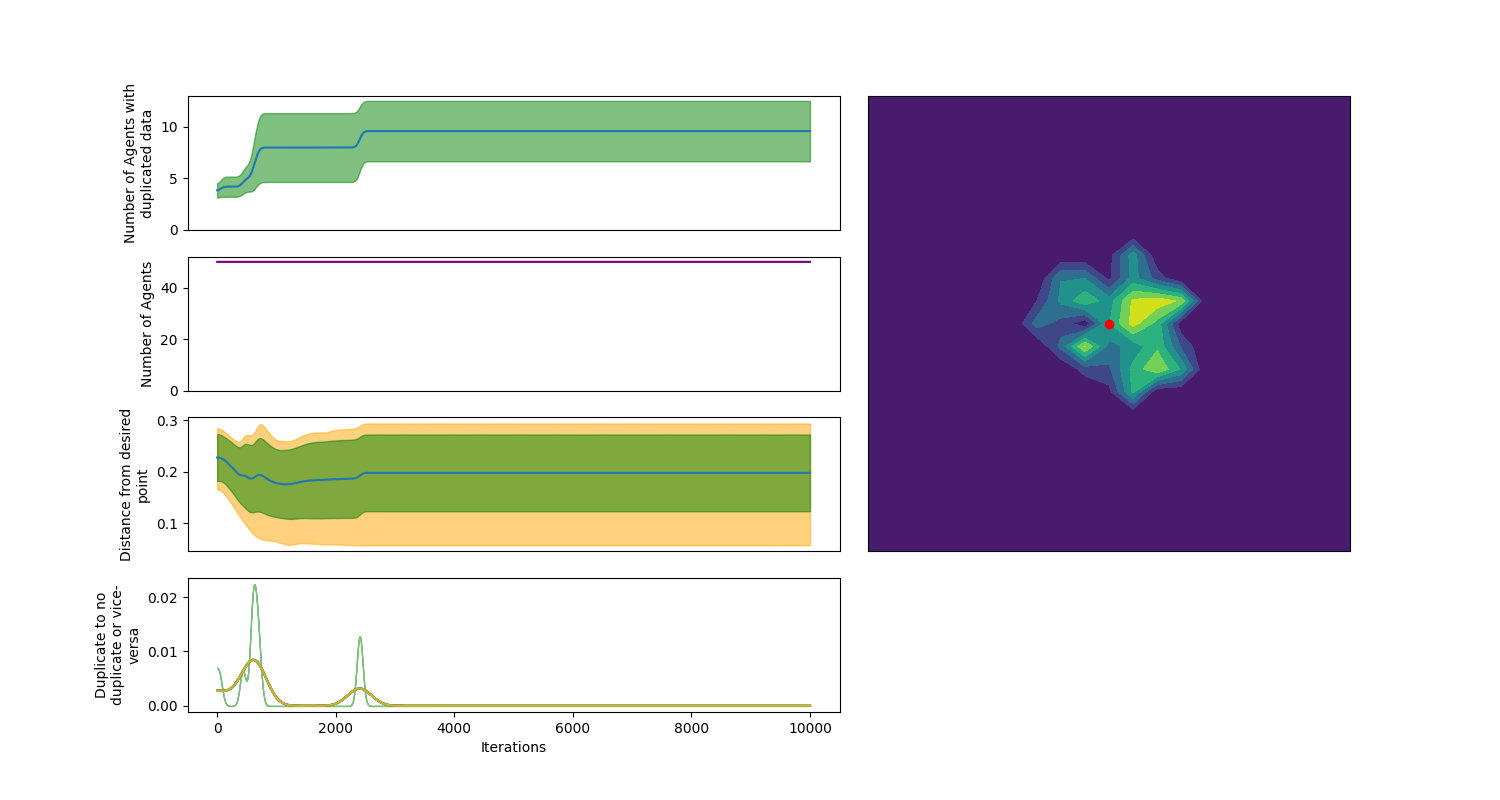 Number of Agents with
duplicated data
10
5
0
Number of Agents
40
20
0
Distance from desired
point
0.3
0.2
0.1
Duplicate to no
duplicate or vice-
versa
0.02
0.01
0.00
0 2000 4000 6000 8000 10000
Iterations